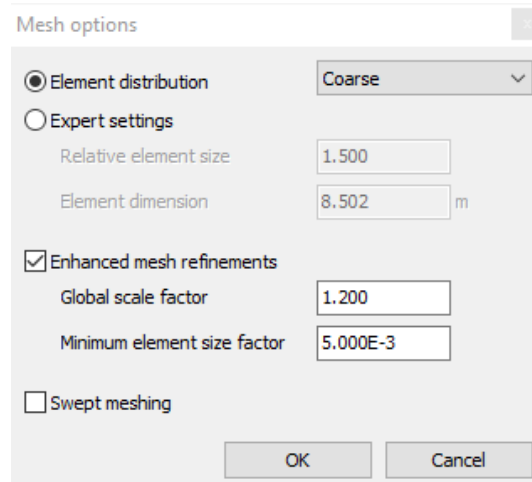 Mesh options
Element distribution Coarse
Expert settings
Relative element size 1.500
Element dimension 8.502 m
Enhanced mesh refinements
Global scale factor 1.200
Minimum element size factor 5.000E-3
Swept meshing
OK Cancel